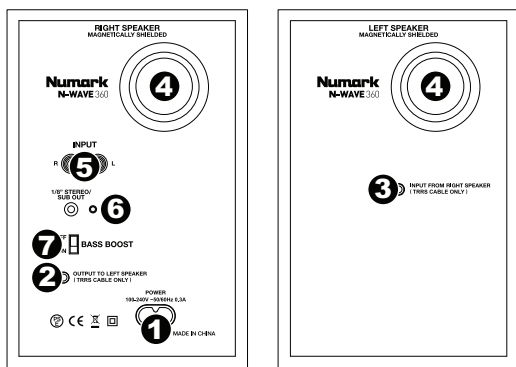 RIGHT SPEAKER
MAGNETICALLY SHIELDED
Numark
N-WAVE 360
4
INPUT
R 5 L
1/8" STEREO/
SUB OUT
6
7 BASS BOOST
2 OUTPUT TO LEFT SPEAKER
( TRRS CABLE ONLY )
POWER
100-240V ~50/60Hz 0,3A
1
MADE IN CHINA
LEFT SPEAKER
MAGNETICALLY SHIELDED
Numark
N-WAVE 360
4
3 INPUT FROM RIGHT SPEAKER
( TRRS CABLE ONLY )